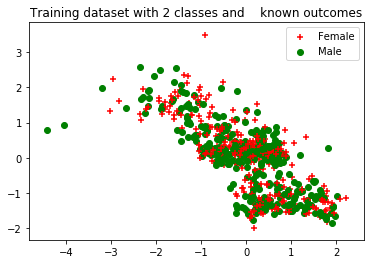 Training dataset with 2 classes and    known outcomes
Female
Male
3
2
1
0
−1
−2
−4 −3 −2 −1 0 1 2